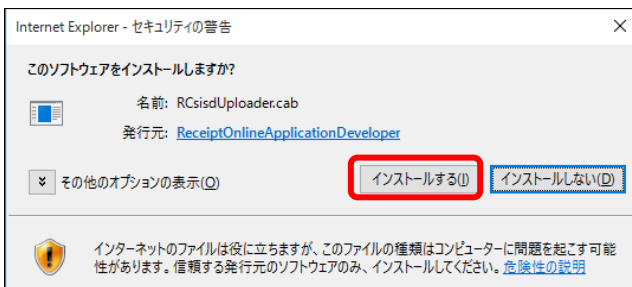 Internet Explorer - セキュリティの警告
このソフトウェアをインストールしますか?
名前: RCsisdUploader.cab
発行元: ReceiptOnlineApplicationDeveloper
その他のオプションの表示(O)
インストールする(I)
インストールしない(D)
インターネットのファイルは役に立ちますが、このファイルの種類はコンピューターに問題を起こす可能
性があります。信頼する発行元のソフトウェアのみ、インストールしてください。危険性の説明